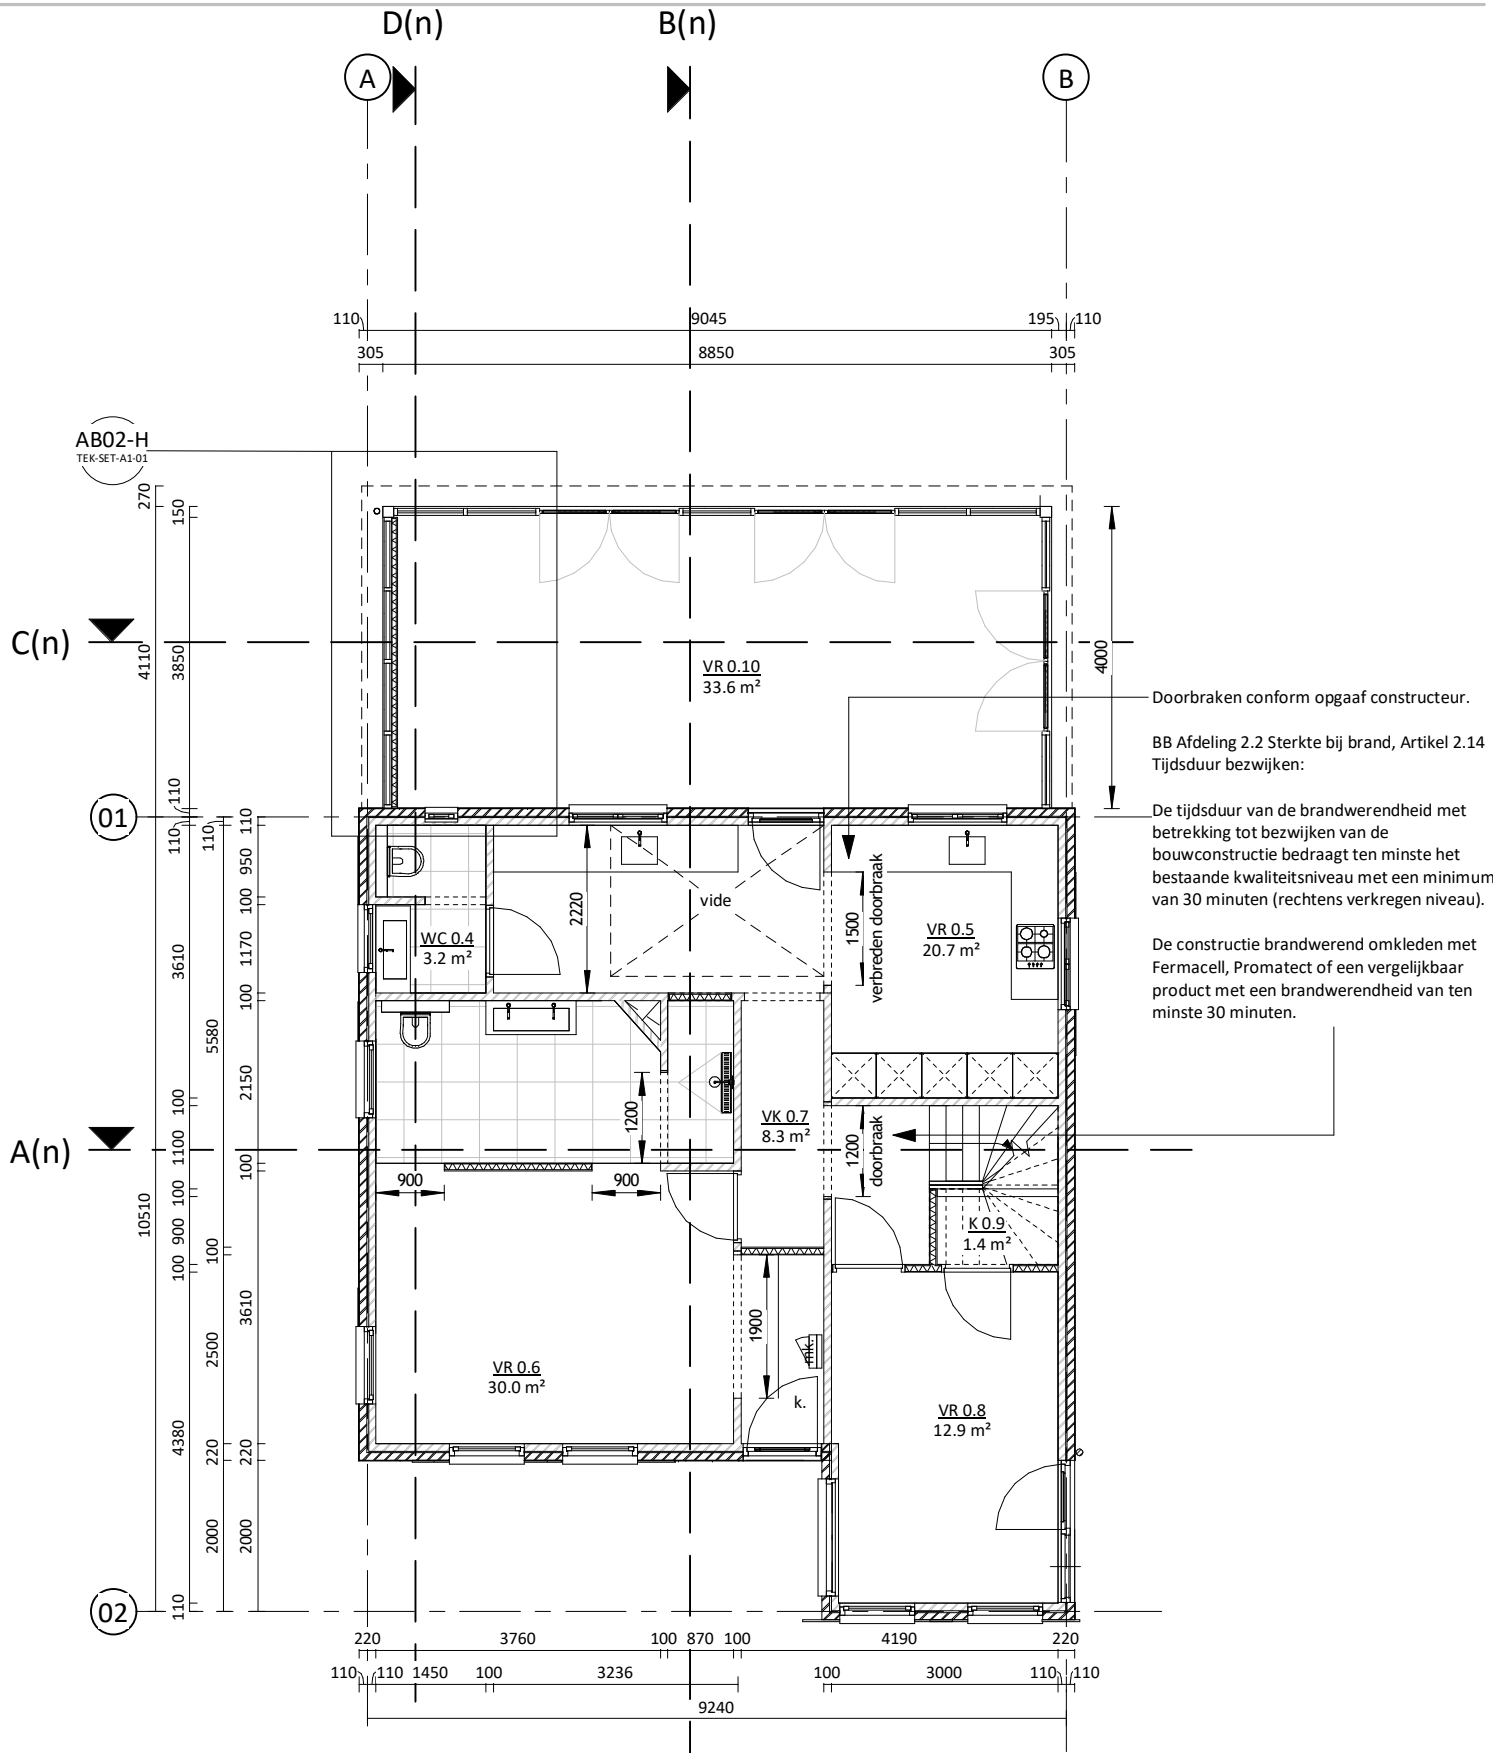 D(n)
B(n)
A
B
110
9045
195
110
305
8850
305
AB02-H
TEK-SET-A1-01
270
150
C(n)
4110
3850
4000
VR 0.10
33.6 m²
Doorbraken conform opgaaf constructeur.
BB Afdeling 2.2 Sterkte bij brand, Artikel 2.14
Tijdsduur bezwijken:
De tijdsduur van de brandwerendheid met
betrekking tot bezwijken van de
bouwconstructie bedraagt ten minste het
bestaande kwaliteitsniveau met een minimum
van 30 minuten (rechtens verkregen niveau).
De constructie brandwerend omkleden met
Fermacell, Promatect of een vergelijkbaar
product met een brandwerendheid van ten
minste 30 minuten.
110
01
110
110
110
950
100
3610
1170
100
5580
2150
100
1100
100
A(n)
10510
100
900
100
100
3610
2500
4380
220
220
2000
2000
110
02
2220
vide
1500
verbreden doorbraak
VR 0.5
20.7 m²
WC 0.4
3.2 m²
1200
VK 0.7
8.3 m²
1200
doorbraak
900
900
K 0.9
1.4 m²
1900
mk.
k.
VR 0.6
30.0 m²
VR 0.8
12.9 m²
220
3760
100
870
100
4190
220
110
110
1450
100
3236
100
3000
110
110
9240